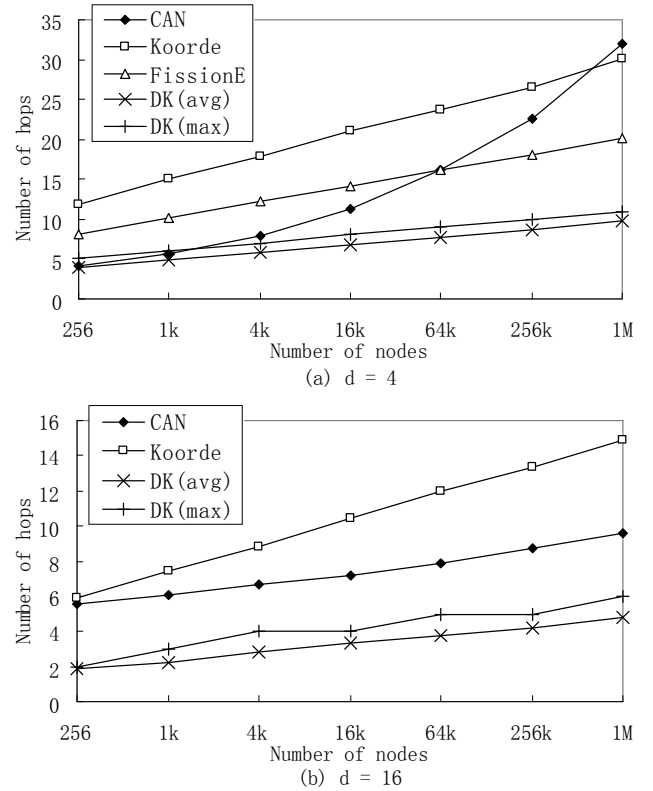 35
30
25
20
15
10
5
0
Number of hops
CAN
Koorde
FissionE
DK(avg)
DK(max)
256 1k 4k 16k 64k 256k 1M
Number of nodes
(a) d = 4
16
14
12
10
8
6
4
2
0
Number of hops
CAN
Koorde
DK(avg)
DK(max)
256 1k 4k 16k 64k 256k 1M
Number of nodes
(b) d = 16